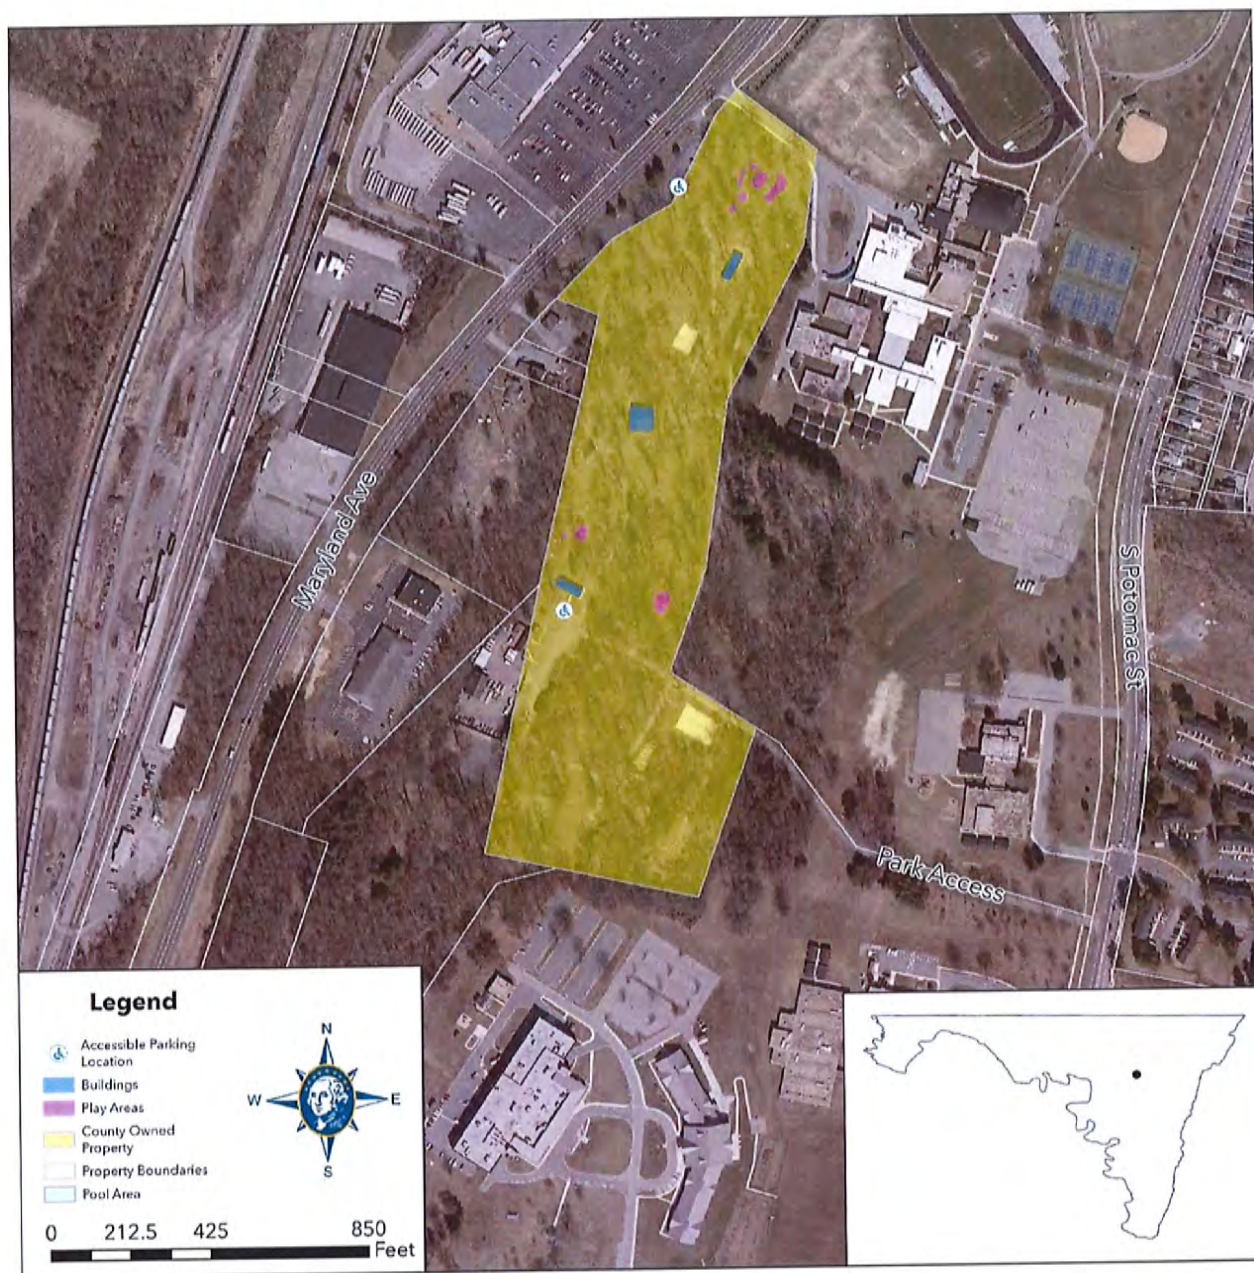 Maryland Ave
S Potomac St
Park Access
Legend
Accessible Parking
Location
Buildings
Play Areas
County Owned
Property
Property Boundaries
Pool Area
N
W
E
S
0 212.5 425 850
Feet